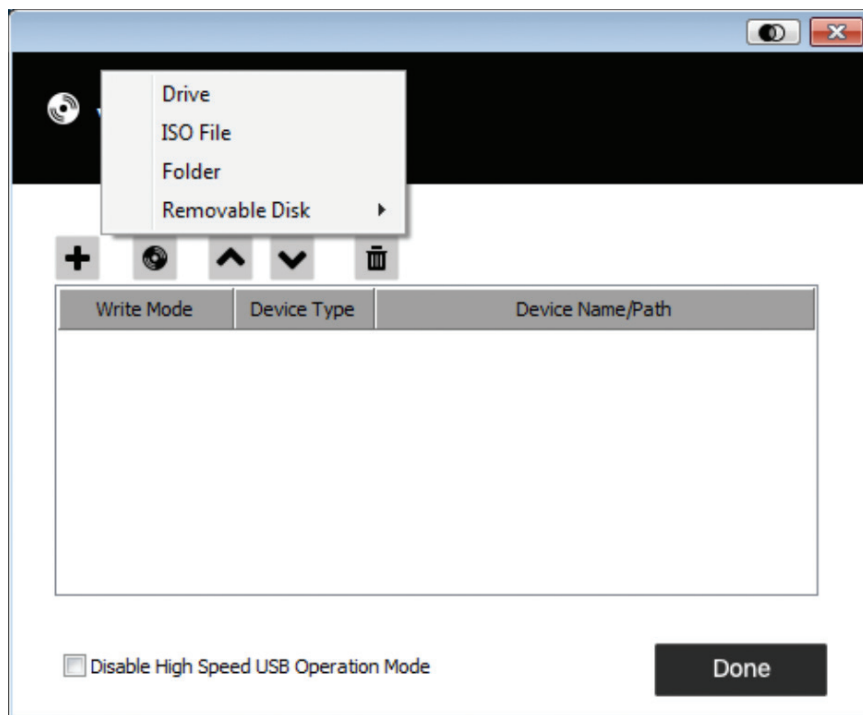 Drive
ISO File
Folder
Removable Disk
Write Mode Device Type Device Name/Path
Disable High Speed USB Operation Mode
Done